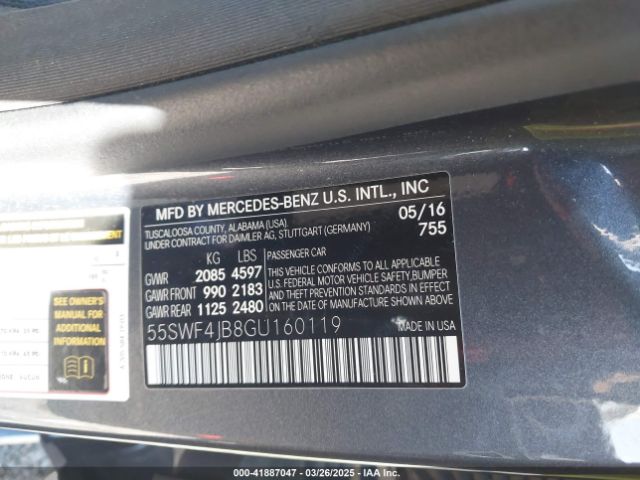 MFD BY MERCEDES-BENZ U.S. INTL., INC
TUSCALOOSA COUNTY, ALABAMA (USA)
UNDER CONTRACT FOR DAIMLER AG, STUTTGART (GERMANY)
05/16
755
KG LBS PASSENGER CAR
GVWR 2085 4597
GAWR FRONT 990 2183
GAWR REAR 1125 2480
THIS VEHICLE CONFORMS TO ALL APPLICABLE
U.S. FEDERAL MOTOR VEHICLE SAFETY, BUMPER
AND THEFT PREVENTION STANDARDS IN EFFECT
ON THE DATE OF MANUFACTURE SHOWN ABOVE.
55SWF4JB8GU160119
MADE IN USA
SEE OWNER'S
MANUAL FOR
ADDITIONAL
INFORMATION
000-41887047 | 03/26/2025 | IAAI.COM